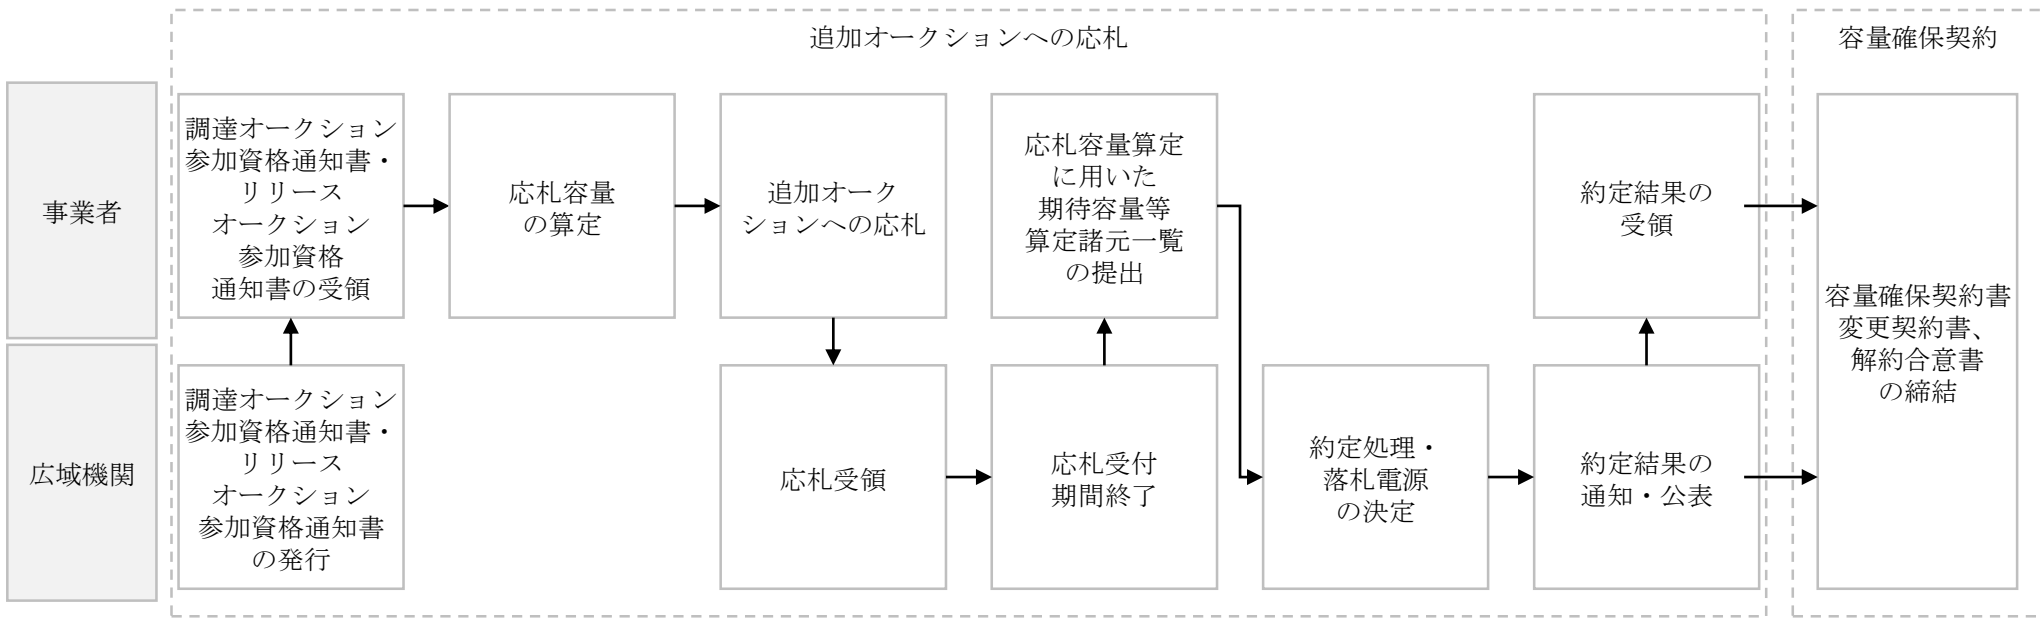 追加オークションへの応札
容量確保契約
事業者
調達オークション
参加資格通知書・
リリース
オークション
参加資格
通知書の受領
応札容量
の算定
追加オーク
ションへの応札
応札容量算定
に用いた
期待容量等
算定諸元一覧
の提出
約定結果の
受領
容量確保契約書
変更契約書、
解約合意書
の締結
広域機関
調達オークション
参加資格通知書・
リリース
オークション
参加資格通知書
の発行
応札受領
応札受付
期間終了
約定処理・
落札電源
の決定
約定結果の
通知・公表